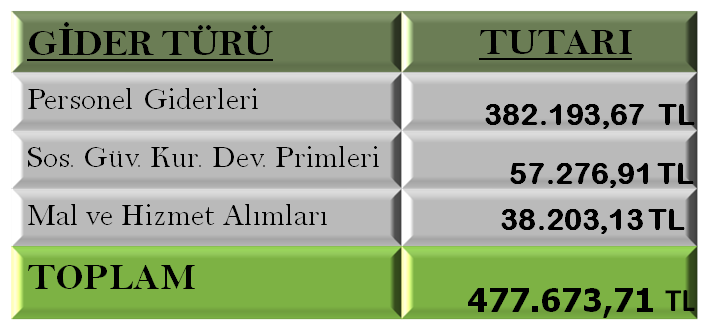 GİDER TÜRÜ TUTARI
Personel Giderleri 382.193,67 TL
Sos. Güv. Kur. Dev. Primleri 57.276,91 TL
Mal ve Hizmet Alımları 38.203,13 TL
TOPLAM 477.673,71 TL